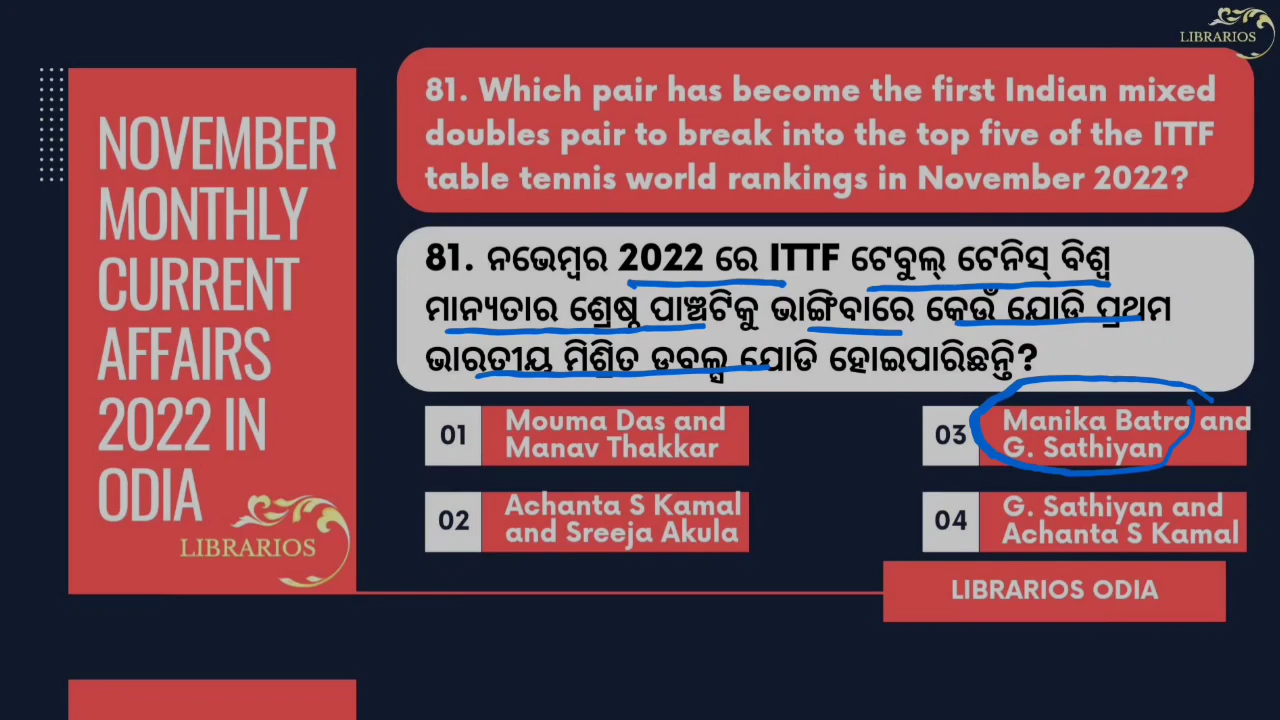 LIBRARIOS
NOVEMBER
MONTHLY
CURRENT
AFFAIRS
2022 IN
ODIA
LIBRARIOS
81. Which pair has become the first Indian mixed
doubles pair to break into the top five of the ITTF
table tennis world rankings in November 2022?
81. ନଭେମ୍ବର 2022 ରେ ITTF ଟେବୁଲ୍ ଟେନିସ୍ ବିଶ୍ୱ
ମାନ୍ୟତାର ଶ୍ରେଷ୍ଠ ପାଞ୍ଚଟିକୁ ଭାଙ୍ଗିବାରେ କେଉଁ ଯୋଡି ପ୍ରଥମ
ଭାରତୀୟ ମିଶ୍ରିତ ଡବଲ୍ସ ଯୋଡି ହୋଇପାରିଛନ୍ତି?
01 Mouma Das and
Manav Thakkar
02 Achanta S Kamal
and Sreeja Akula
03 Manika Batra and
G. Sathiyan
04 G. Sathiyan and
Achanta S Kamal
LIBRARIOS ODIA